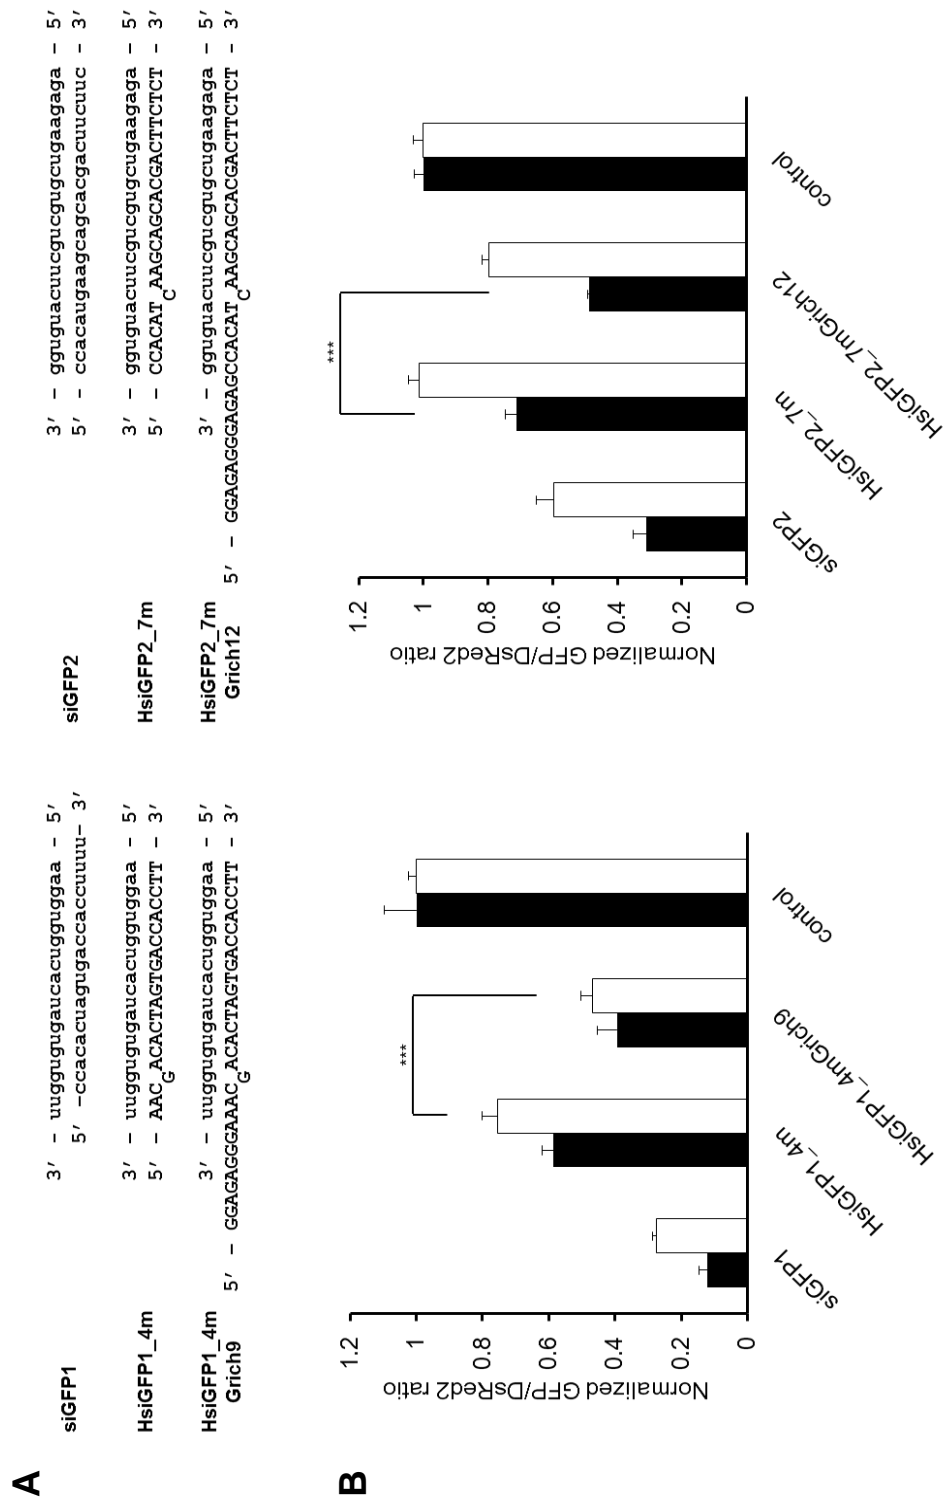 A
siGFP1
3′ – uuggugugaucacugguggaa – 5′
5′ –ccacacuagugaccaccuuuu– 3′
HsiGFP1_4m
3′ – uuggugugaucacugguggaa – 5′
5′ – AAC ACACTAGTGACCACCTT – 3′
G
HsiGFP1_4m
Grich9
3′ – uuggugugaucacugguggaa – 5′
5′ – GGAGAGGGAAAC ACACTAGTGACCACCTT – 3′
G
siGFP2
3′ – gguguacuucgucgugcugaagaga – 5′
5′ – ccacaugaagcagcacgacuucuuc – 3′
HsiGFP2_7m
3′ – gguguacuucgucgugcugaagaga – 5′
5′ – CCACAT AAGCAGCACGACTTCTCT – 3′
C
HsiGFP2_7m
Grich12
3′ – gguguacuucgucgugcugaagaga – 5′
5′ – GGAGAGGGAGAGCCACAT AAGCAGCACGACTTCTCT – 3′
C
B
Normalized GFP/DsRed2 ratio
1.2
1
0.8
0.6
0.4
0.2
0
***
siGFP1
HsiGFP1_4m
HsiGFP1_4mGrich9
control
Normalized GFP/DsRed2 ratio
1.2
1
0.8
0.6
0.4
0.2
0
***
siGFP2
HsiGFP2_7m
HsiGFP2_7mGrich12
control